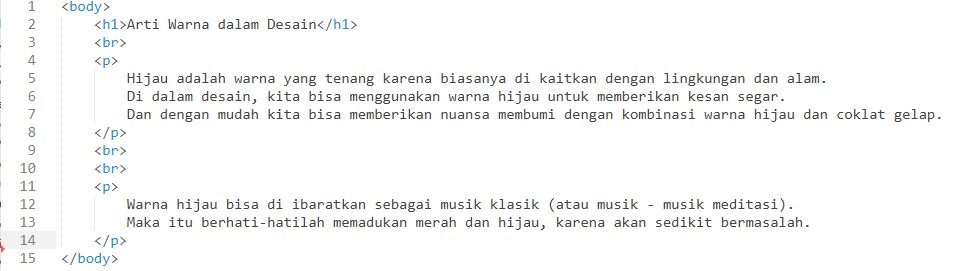 1 <body>
2 <h1>Arti Warna dalam Desain</h1>
3 <br>
4 <p>
5 Hijau adalah warna yang tenang karena biasanya di kaitkan dengan lingkungan dan alam.
6 Di dalam desain, kita bisa menggunakan warna hijau untuk memberikan kesan segar.
7 Dan dengan mudah kita bisa memberikan nuansa membumi dengan kombinasi warna hijau dan coklat gelap.
8 </p>
9 <br>
10 <br>
11 <p>
12 Warna hijau bisa di ibaratkan sebagai musik klasik (atau musik - musik meditasi).
13 Maka itu berhati-hatilah memadukan merah dan hijau, karena akan sedikit bermasalah.
14 </p>
15 </body>